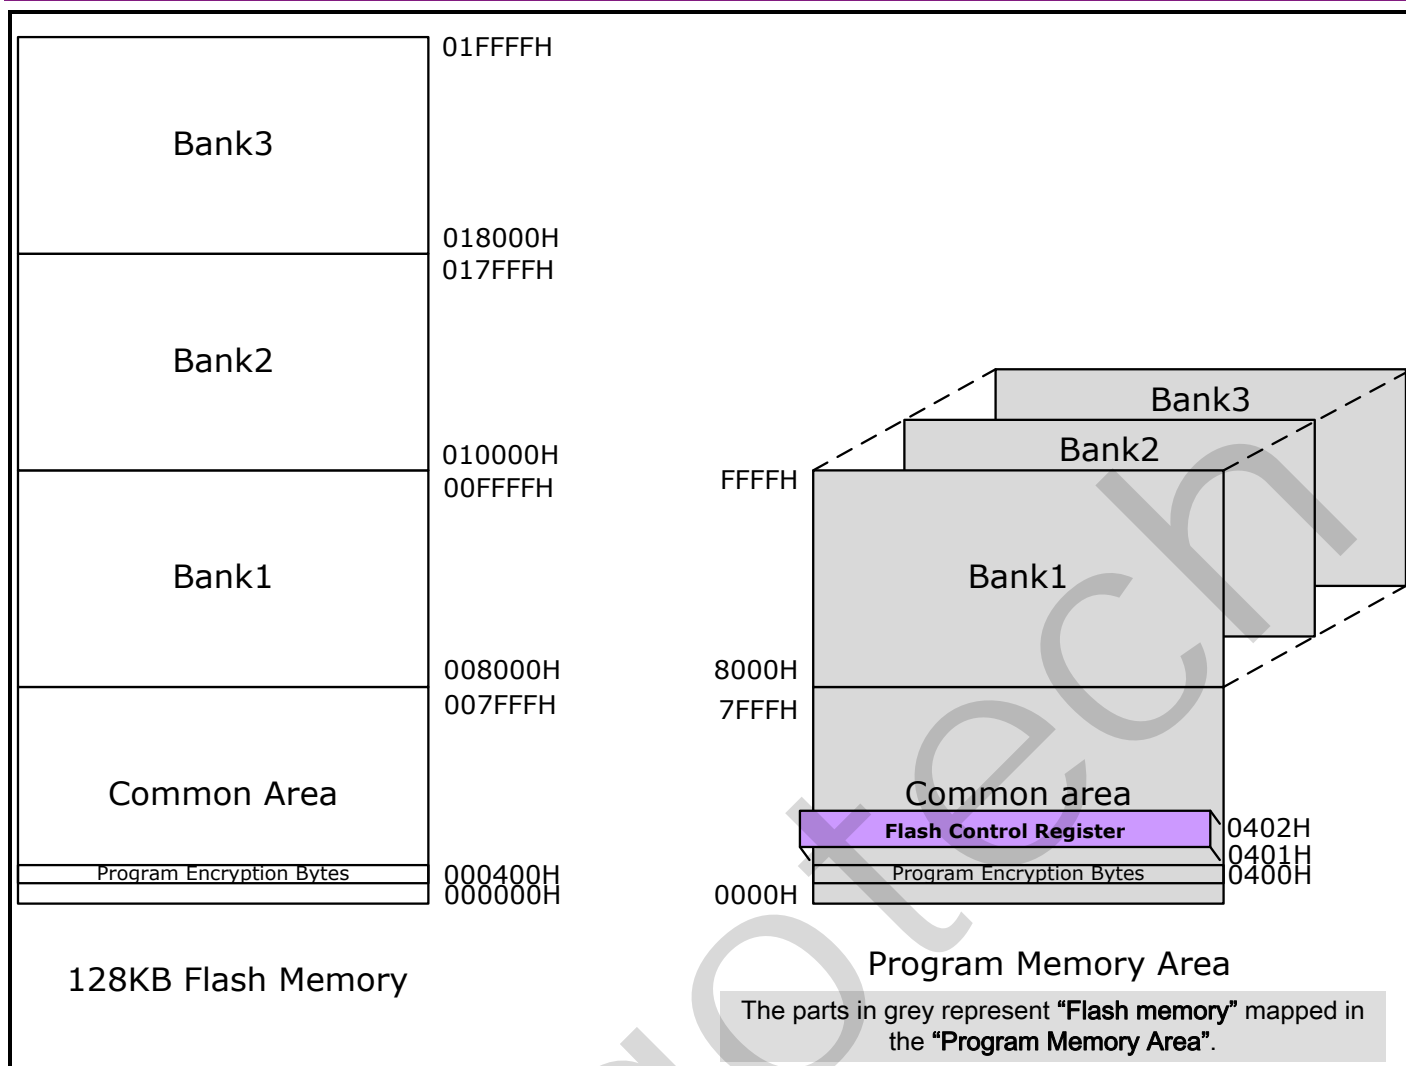 01FFFFH
Bank3
018000H
017FFFH
Bank2
010000H
00FFFFH
Bank1
008000H
007FFFH
Common Area
Program Encryption Bytes
000400H
000000H
128KB Flash Memory
Bank3
Bank2
FFFFH
Bank1
8000H
7FFFH
Common area
Flash Control Register
0402H
0401H
Program Encryption Bytes
0400H
0000H
Program Memory Area
The parts in grey represent “Flash memory” mapped in
the “Program Memory Area”.
otech